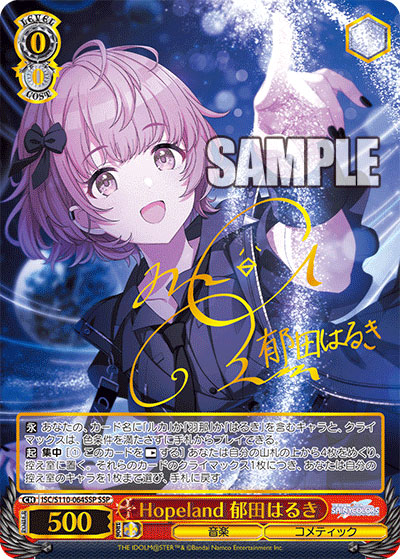 LEVEL
0
0
COST
SAMPLE
郁田はるき
永 あなたの、カード名に「ルカ」か「羽那」か「はるき」を含むキャラと、クライ
マックスは、色条件を満たさずに手札からプレイできる。
起 集中 [① このカードを する] あなたは自分の山札の上から4枚をめくり、
控え室に置く。それらのカードのクライマックス1枚につき、あなたは自分の
控え室のキャラを1枚まで選び、手札に戻す。
CH ISC/S110-064SSP SSP
POWER 500 SOUL
Hopeland 郁田はるき
SHINYCOLORS
音楽 コメティック
THE IDOLM@STER™ & ©Bandai Namco Entertainment Inc.